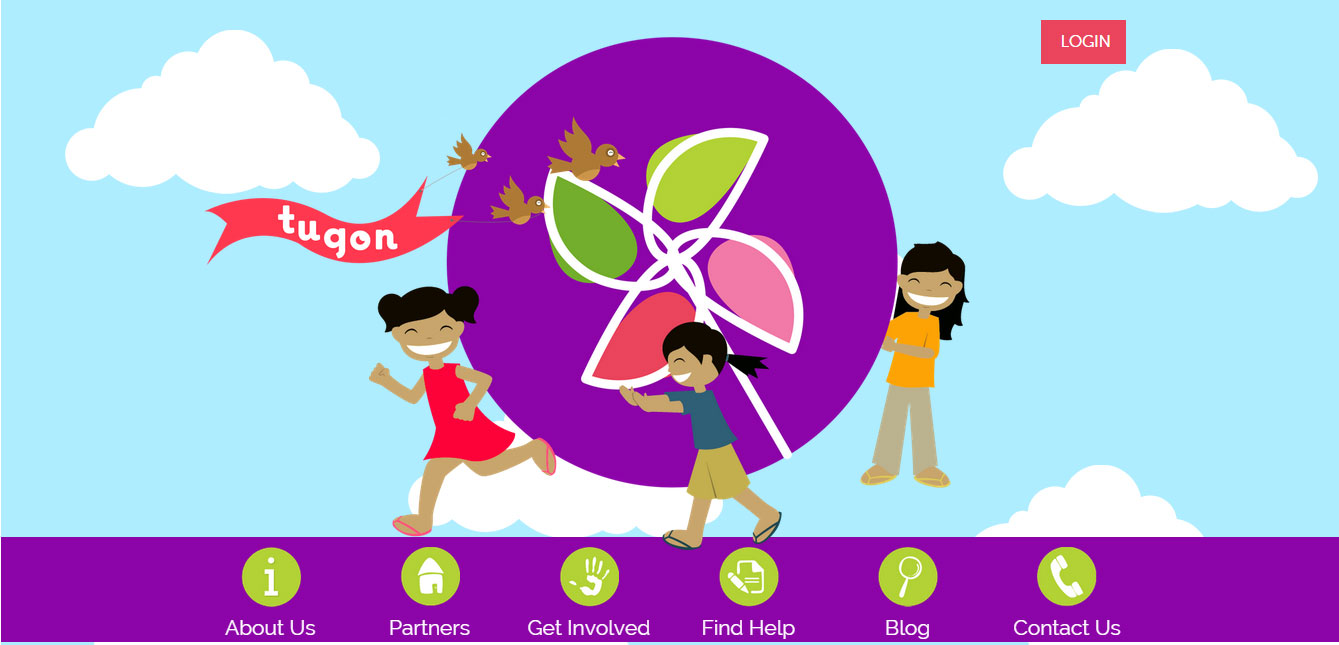 LOGIN
tugon
About Us
Partners
Get Involved
Find Help
Blog
Contact Us